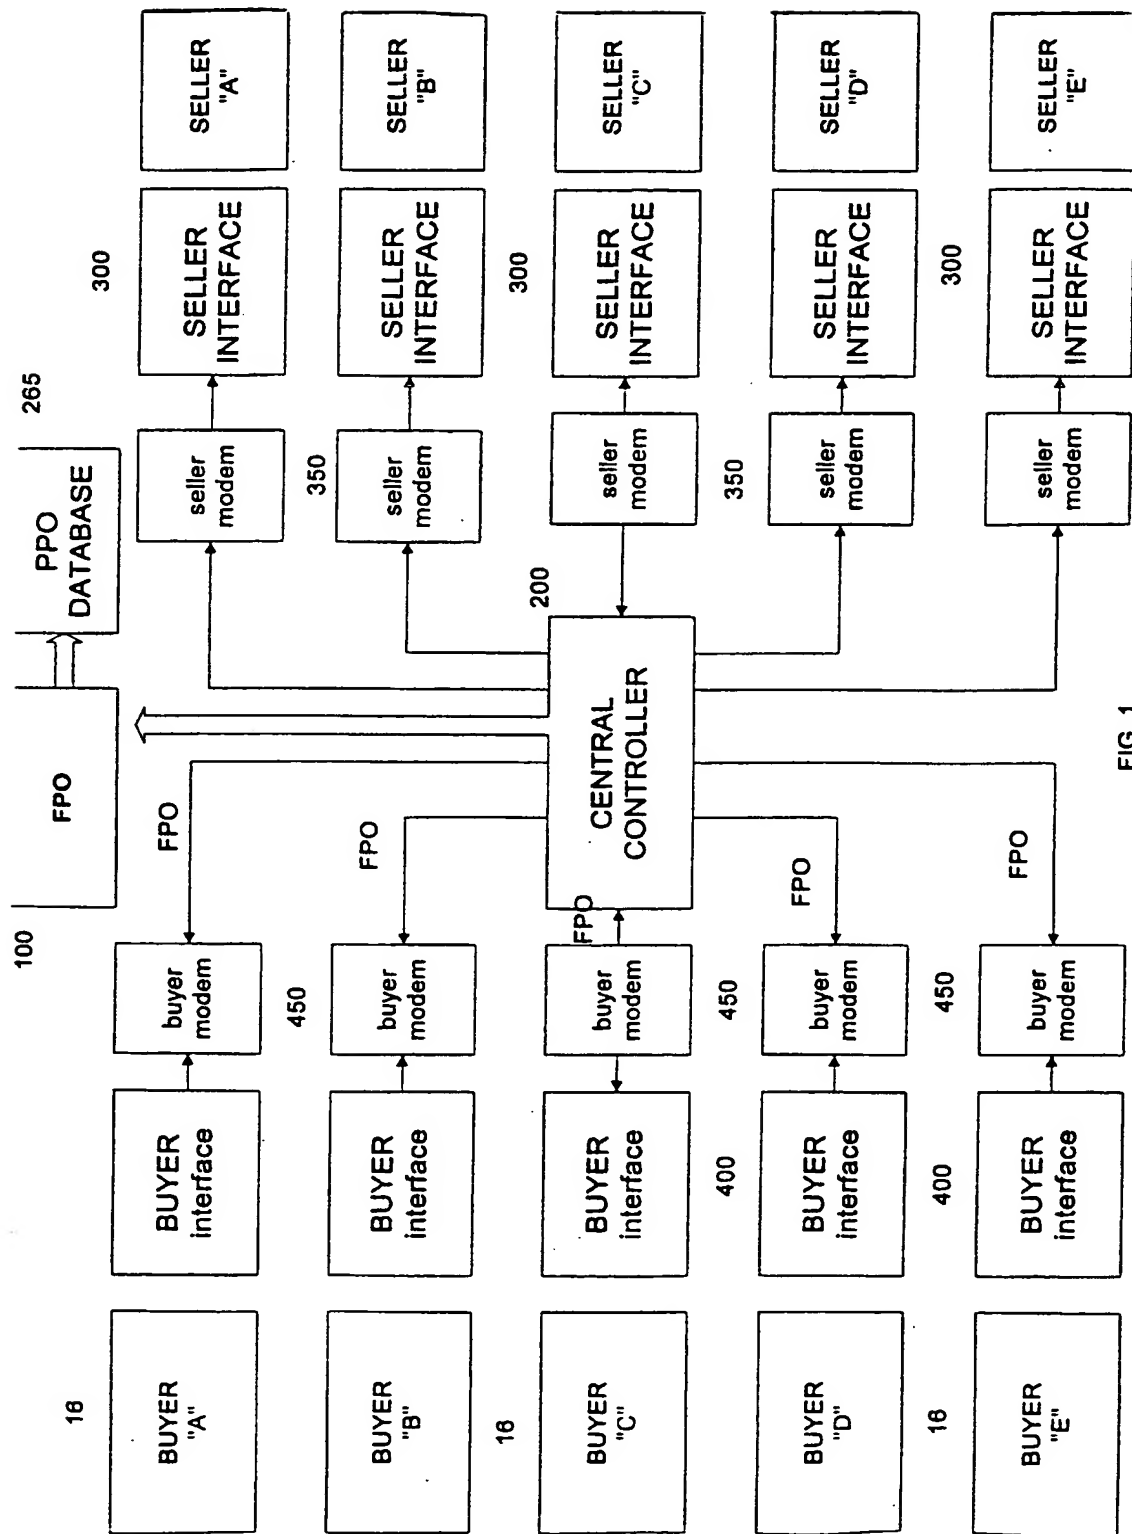 100
FPO
PPO
DATABASE
265
16
300
BUYER
"A"
BUYER
interface
buyer
modem
FPO
seller
modem
SELLER
INTERFACE
SELLER
"A"
450
350
BUYER
"B"
BUYER
interface
buyer
modem
FPO
seller
modem
SELLER
INTERFACE
SELLER
"B"
16
200
300
BUYER
"C"
BUYER
interface
buyer
modem
FPO
CENTRAL
CONTROLLER
seller
modem
SELLER
INTERFACE
SELLER
"C"
400
450
350
BUYER
"D"
BUYER
interface
buyer
modem
FPO
seller
modem
SELLER
INTERFACE
SELLER
"D"
16
400
450
300
BUYER
"E"
BUYER
interface
buyer
modem
FPO
seller
modem
SELLER
INTERFACE
SELLER
"E"
FIG. 1